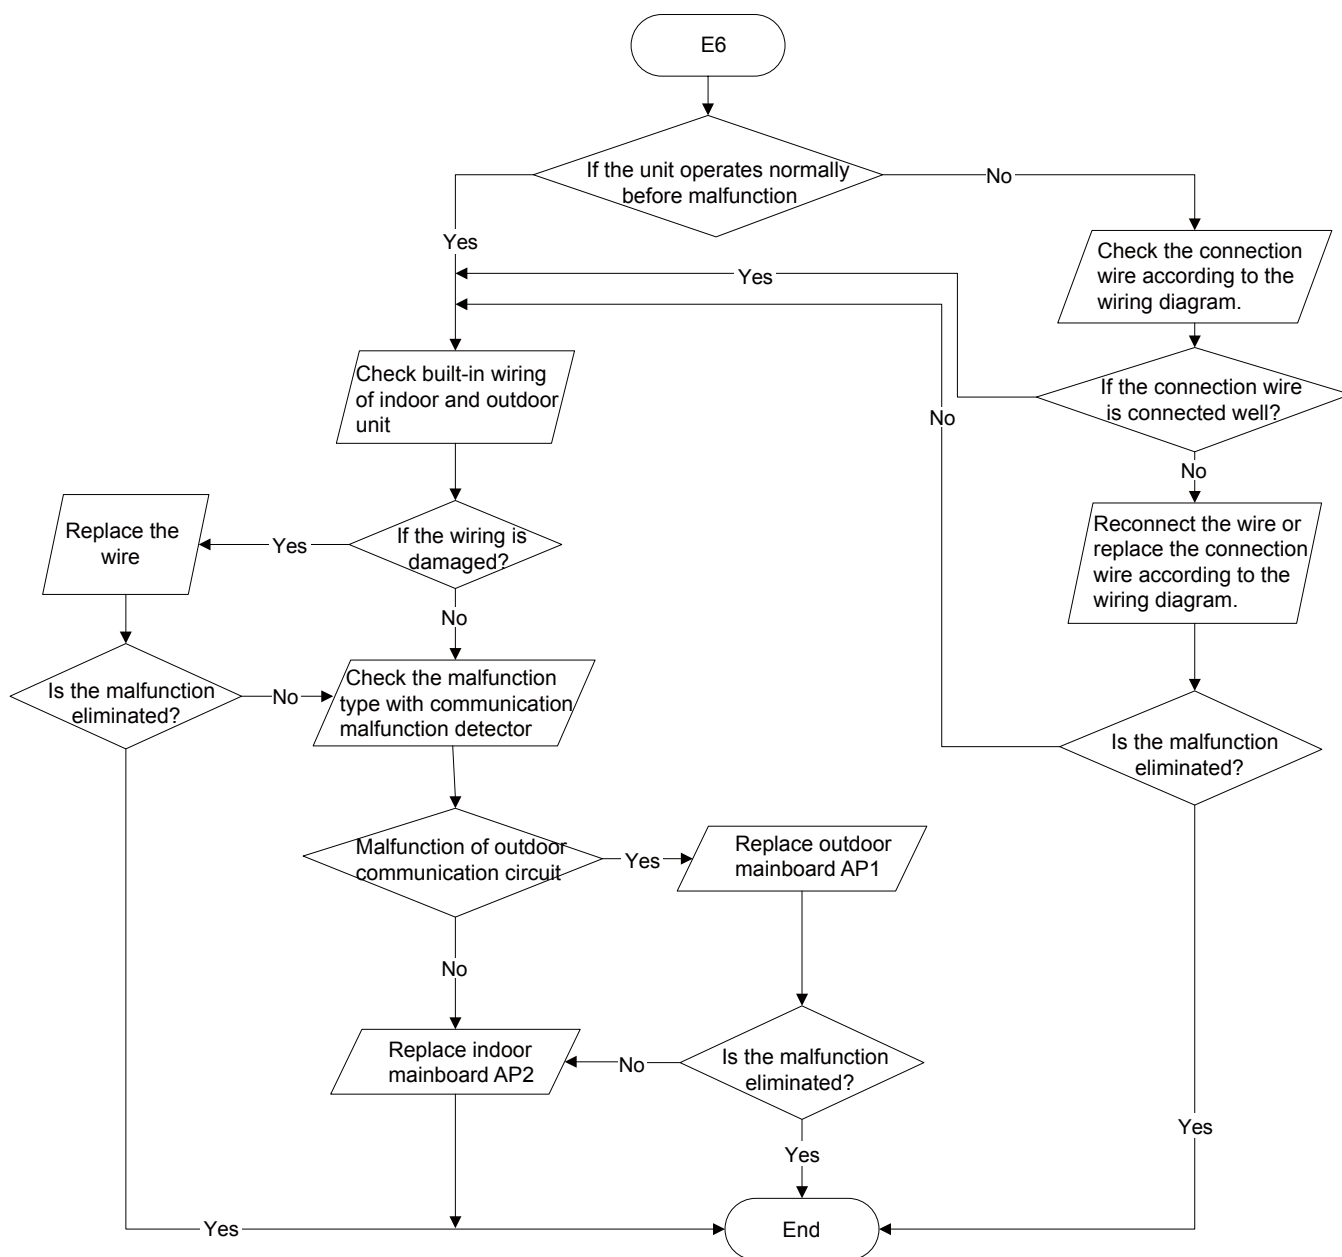 E6
If the unit operates normally
before malfunction
No
Yes
Check the connection
wire according to the
wiring diagram.
Yes
Check built-in wiring
of indoor and outdoor
unit
If the connection wire
is connected well?
No
No
Replace the
wire
Yes
If the wiring is
damaged?
Reconnect the wire or
replace the connection
wire according to the
wiring diagram.
No
Is the malfunction
eliminated?
No
Check the malfunction
type with communication
malfunction detector
Is the malfunction
eliminated?
Malfunction of outdoor
communication circuit
Yes
Replace outdoor
mainboard AP1
No
Replace indoor
mainboard AP2
No
Is the malfunction
eliminated?
Yes
Yes
Yes
End